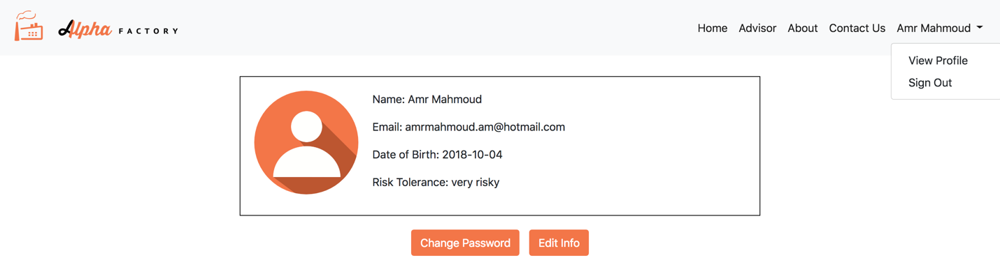 Alpha FACTORY
Home Advisor About Contact Us Amr Mahmoud
View Profile
Sign Out
Name: Amr Mahmoud
Email: amrmahmoud.am@hotmail.com
Date of Birth: 2018-10-04
Risk Tolerance: very risky
Change Password Edit Info